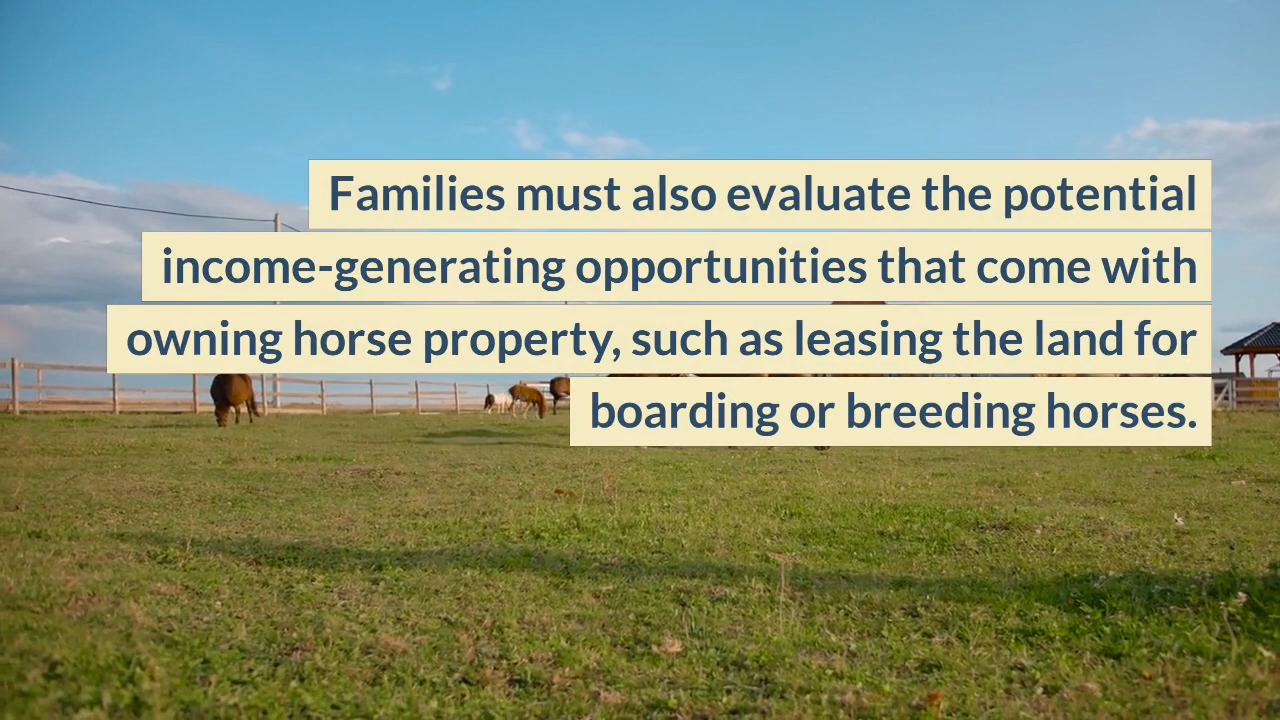 Families must also evaluate the potential
income-generating opportunities that come with
owning horse property, such as leasing the land for
boarding or breeding horses.